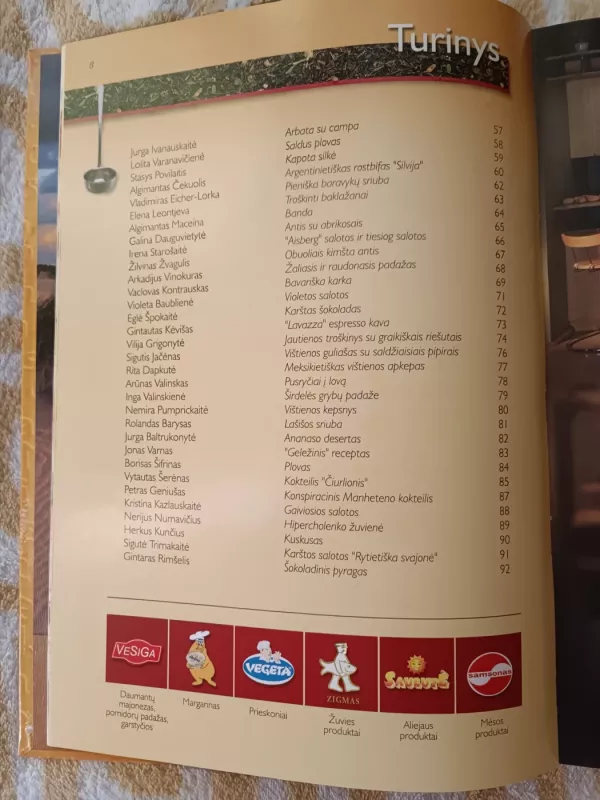 8
Turinys
Jurga Ivanauskaitė Arbata su campa 57
Lolita Varanavičienė Saldus plovas 58
Stasys Povilaitis Kapota silkė 59
Algimantas Čekuolis Argentinietiškas rostbifas "Silvija" 60
Vladimiras Eicher-Lorka Pieniška baravykų sriuba 62
Elena Leontjeva Troškinti baklažanai 63
Algimantas Maceina Banda 64
Galina Dauguvietytė Antis su abrikosais 65
Irena Starošaitė "Aisberg" salotos ir tiesiog salotos 66
Žilvinas Žvagulis Obuoliais kimšta antis 67
Arkadijus Vinokuras Žaliasis ir raudonasis padažas 68
Vaclovas Kontrauskas Bavariška karka 69
Violeta Baublienė Violetos salotos 71
Eglė Špokaitė Karštas šokoladas 72
Gintautas Kėvišas "Lavazza" espresso kava 73
Vilija Grigonytė Jautienos troškinys su graikiškais riešutais 74
Sigutis Jačėnas Vištienos guliašas su saldžiaisiais pipirais 76
Rita Dapkutė Meksikietiškas vištienos apkepas 77
Arūnas Valinskas Pusryčiai į lovą 78
Inga Valinskienė Širdelės grybų padaže 79
Nemira Pumprickaitė Vištienos kepsnys 80
Rolandas Barysas Lašišos sriuba 81
Jurga Baltrukonytė Ananaso desertas 82
Jonas Varnas "Geležinis" receptas 83
Borisas Šifrinas Plovas 84
Vytautas Šerėnas Kokteilis "Čiurlionis" 85
Petras Geniušas Konspiracinis Manheteno kokteilis 87
Kristina Kazlauskaitė Gaiviosios salotos 88
Nerijus Numavičius Hipercholeriko žuvienė 89
Herkus Kunčius Kuskusas 90
Sigutė Trimakaitė Karštos salotos "Rytietiška svajonė" 91
Gintaras Rimšelis Šokoladinis pyragas 92
VESIGA VEGETA ZIGMAS SAULUTĖ samsonas
Daumantų majonezas, pomidorų padažas, garstyčios
Margarinas
Prieskoniai
Žuvies produktai
Aliejaus produktai
Mėsos produktai